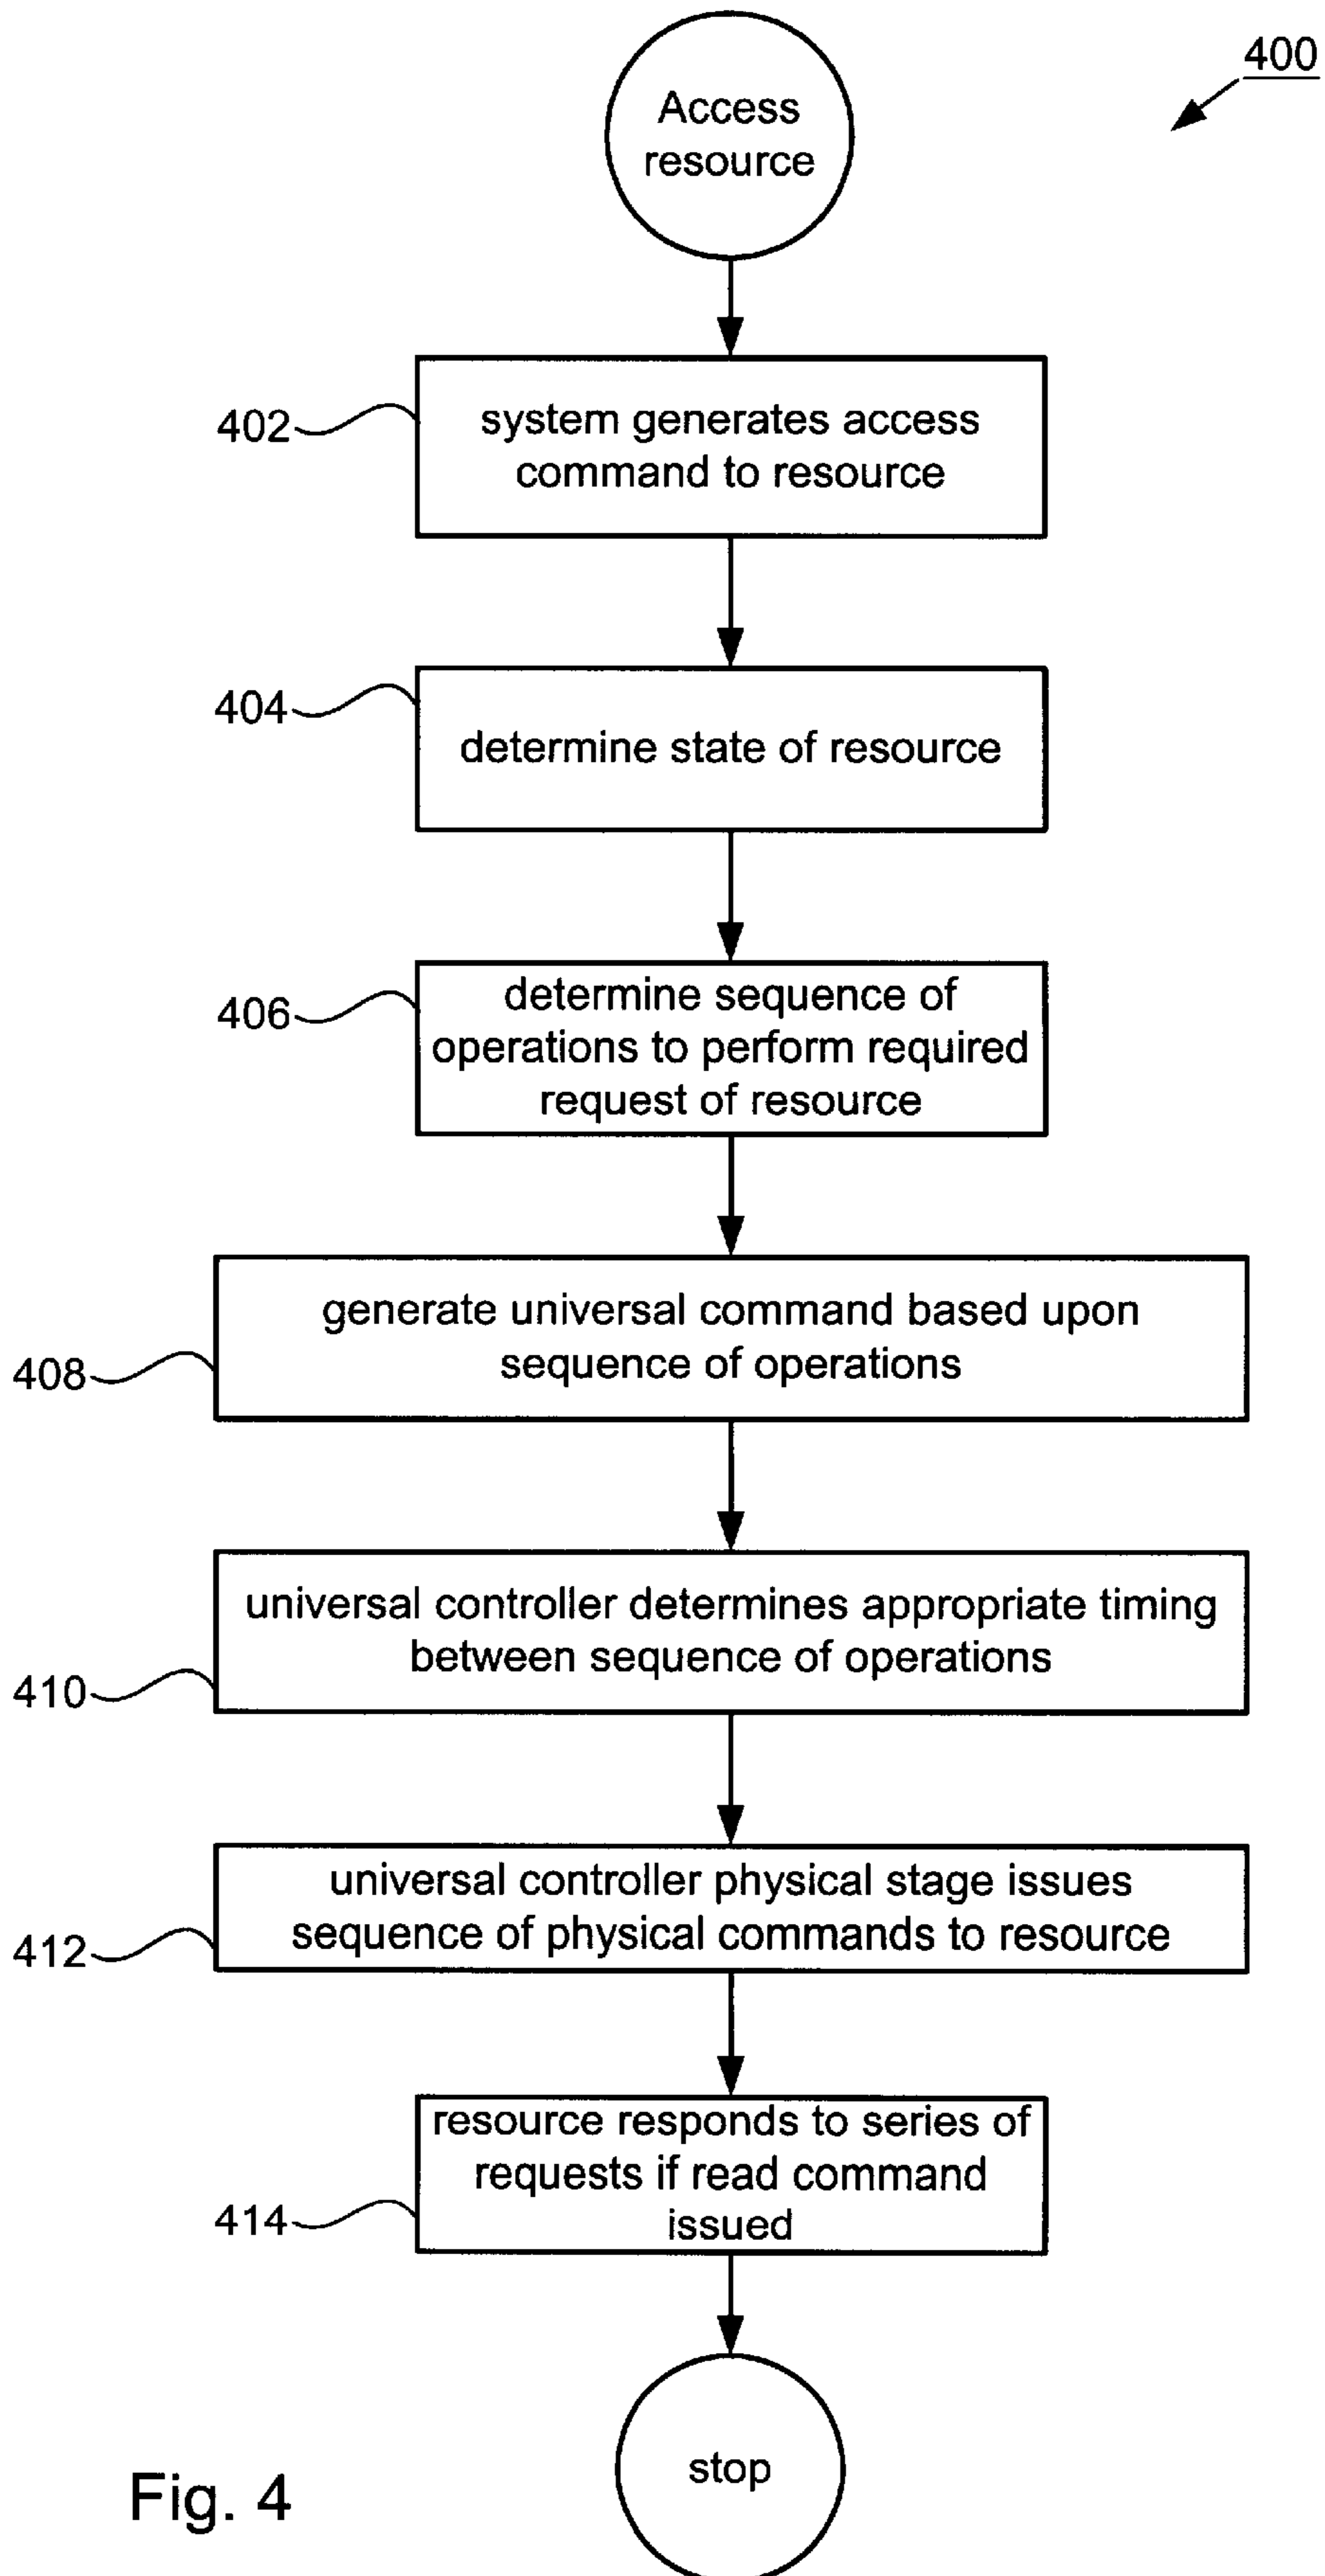 400
Access
resource
402
system generates access
command to resource
404
determine state of resource
406
determine sequence of
operations to perform required
request of resource
408
generate universal command based upon
sequence of operations
410
universal controller determines appropriate timing
between sequence of operations
412
universal controller physical stage issues
sequence of physical commands to resource
414
resource responds to series of
requests if read command
issued
stop
Fig. 4